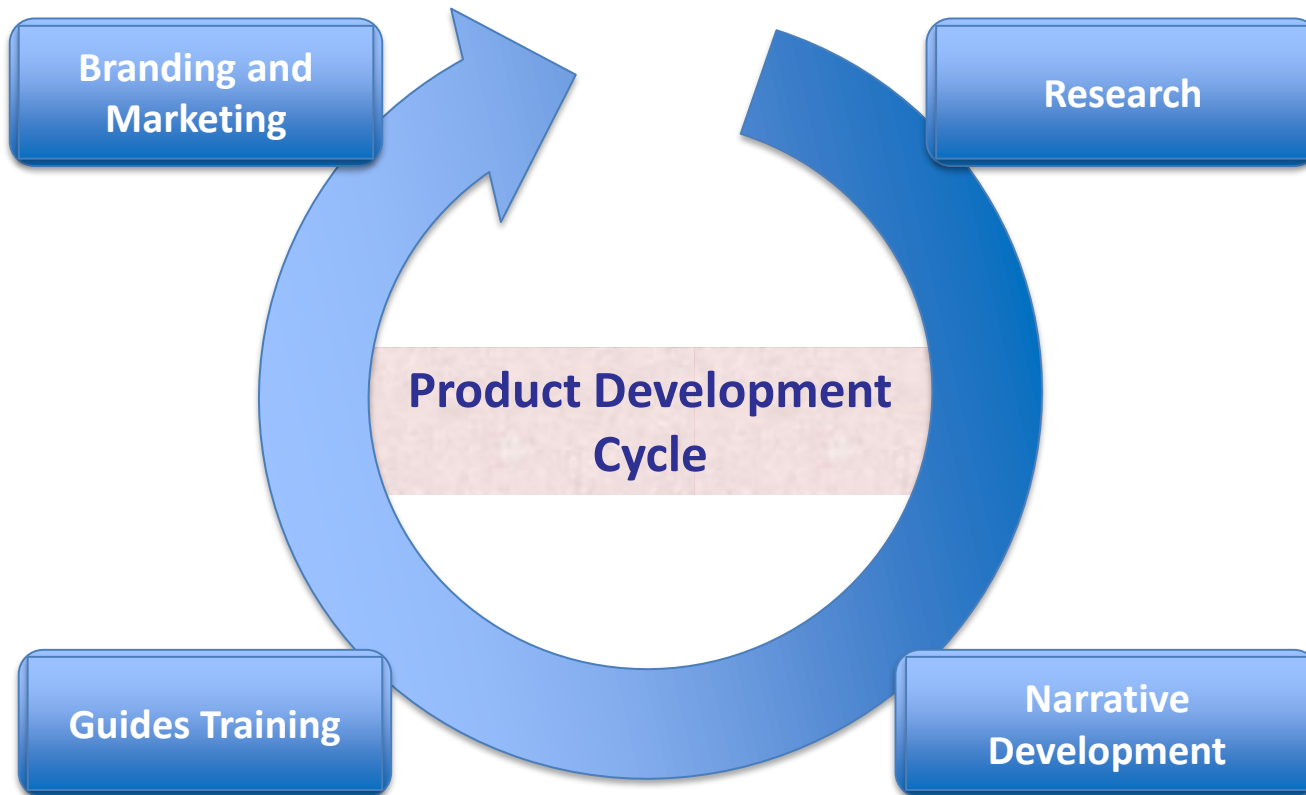 Branding and
Marketing
Research
Product Development
Cycle
Guides Training
Narrative
Development